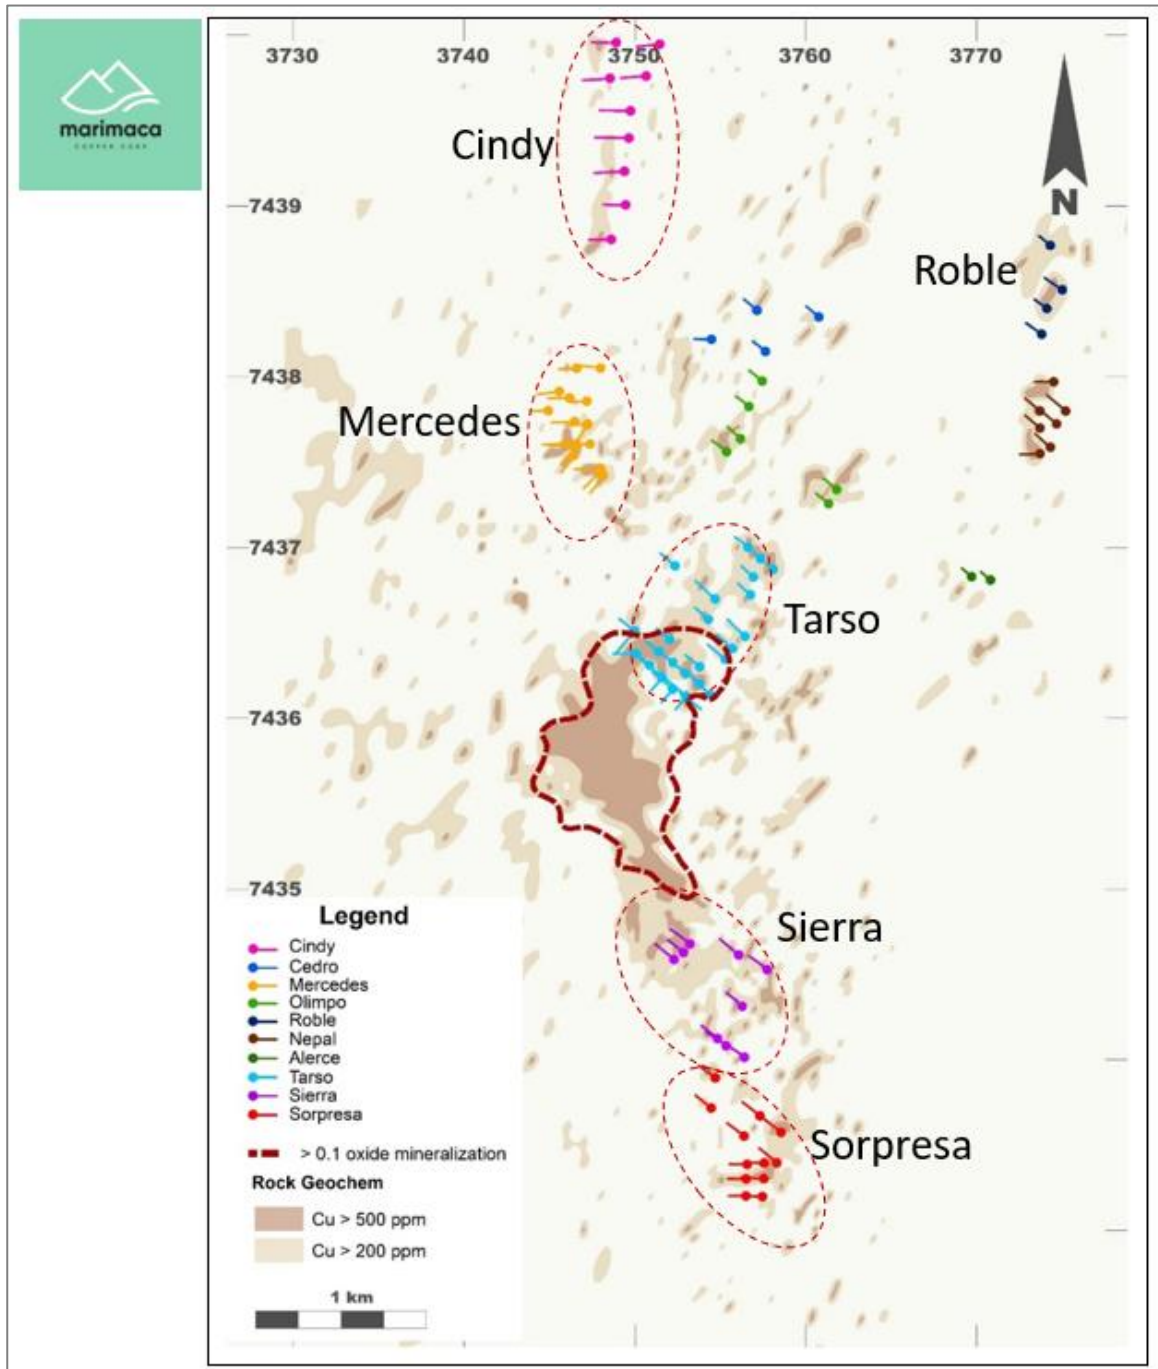 marimaca
COPPER CORP
3730 3740 3750 3760 3770
Cindy
7439
N
Roble
7438
Mercedes
7437
Tarso
7436
7435
Sierra
Sorpresa
Legend
Cindy
Cedro
Mercedes
Olimpo
Roble
Nepal
Alerce
Tarso
Sierra
Sorpresa
> 0.1 oxide mineralization
Rock Geochem
Cu > 500 ppm
Cu > 200 ppm
1 km